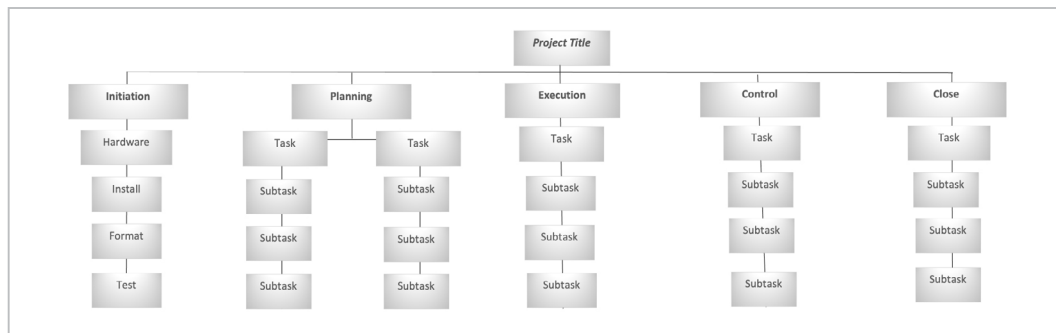 Project Title
Initiation
Planning
Execution
Control
Close
Hardware
Task
Task
Task
Task
Task
Install
Subtask
Subtask
Subtask
Subtask
Subtask
Format
Subtask
Subtask
Subtask
Subtask
Subtask
Test
Subtask
Subtask
Subtask
Subtask
Subtask